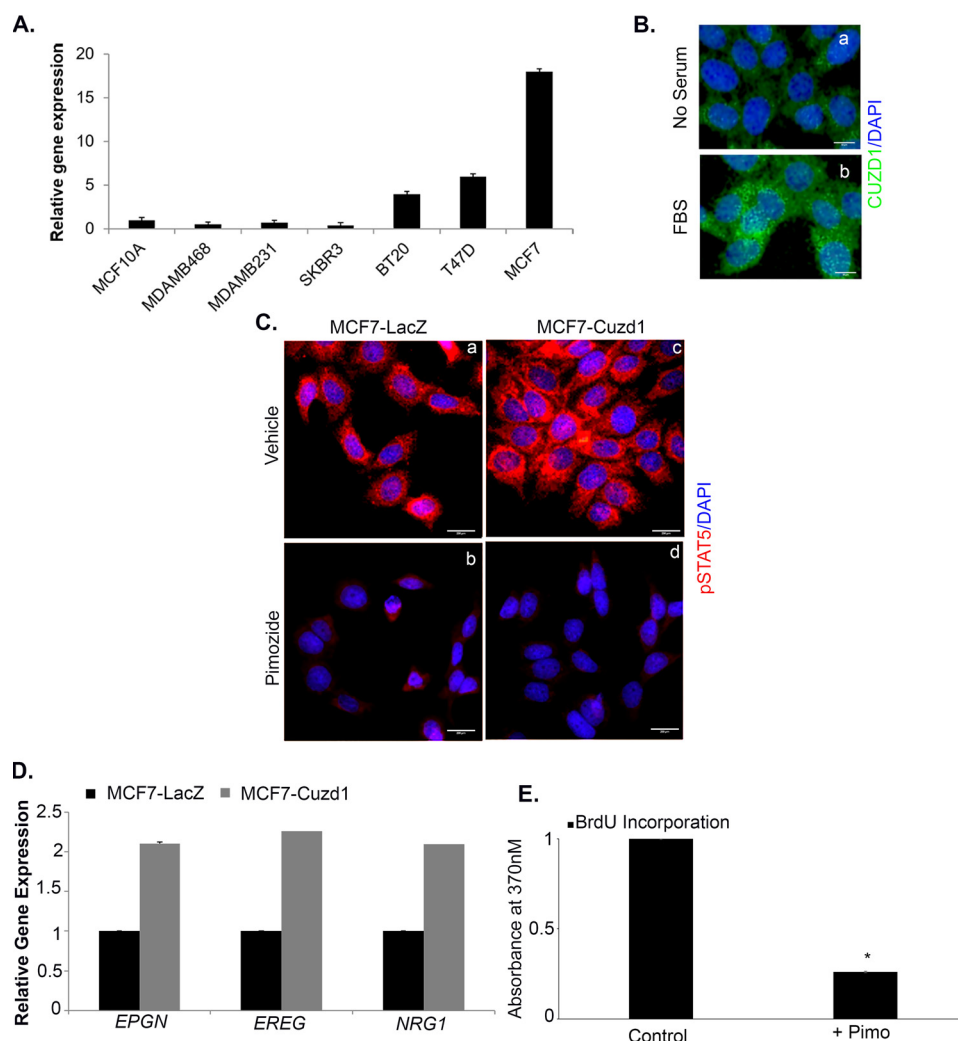 A.
Relative gene expression
20
15
10
5
0
MCF10A
MDAMB468
MDAMB231
SKBR3
BT20
T47D
MCF7
B.
No Serum
a
FBS
b
CUZD1/DAPI
C.
MCF7-LacZ
MCF7-Cuzd1
Vehicle
a
c
Pimozide
b
d
pSTAT5/DAPI
D.
MCF7-LacZ
MCF7-Cuzd1
Relative Gene Expression
2.5
2
1.5
1
0.5
0
EPGN
EREG
NRG1
E.
BrdU Incorporation
Absorbance at 370nM
1
0.5
0
*
Control
+ Pimo